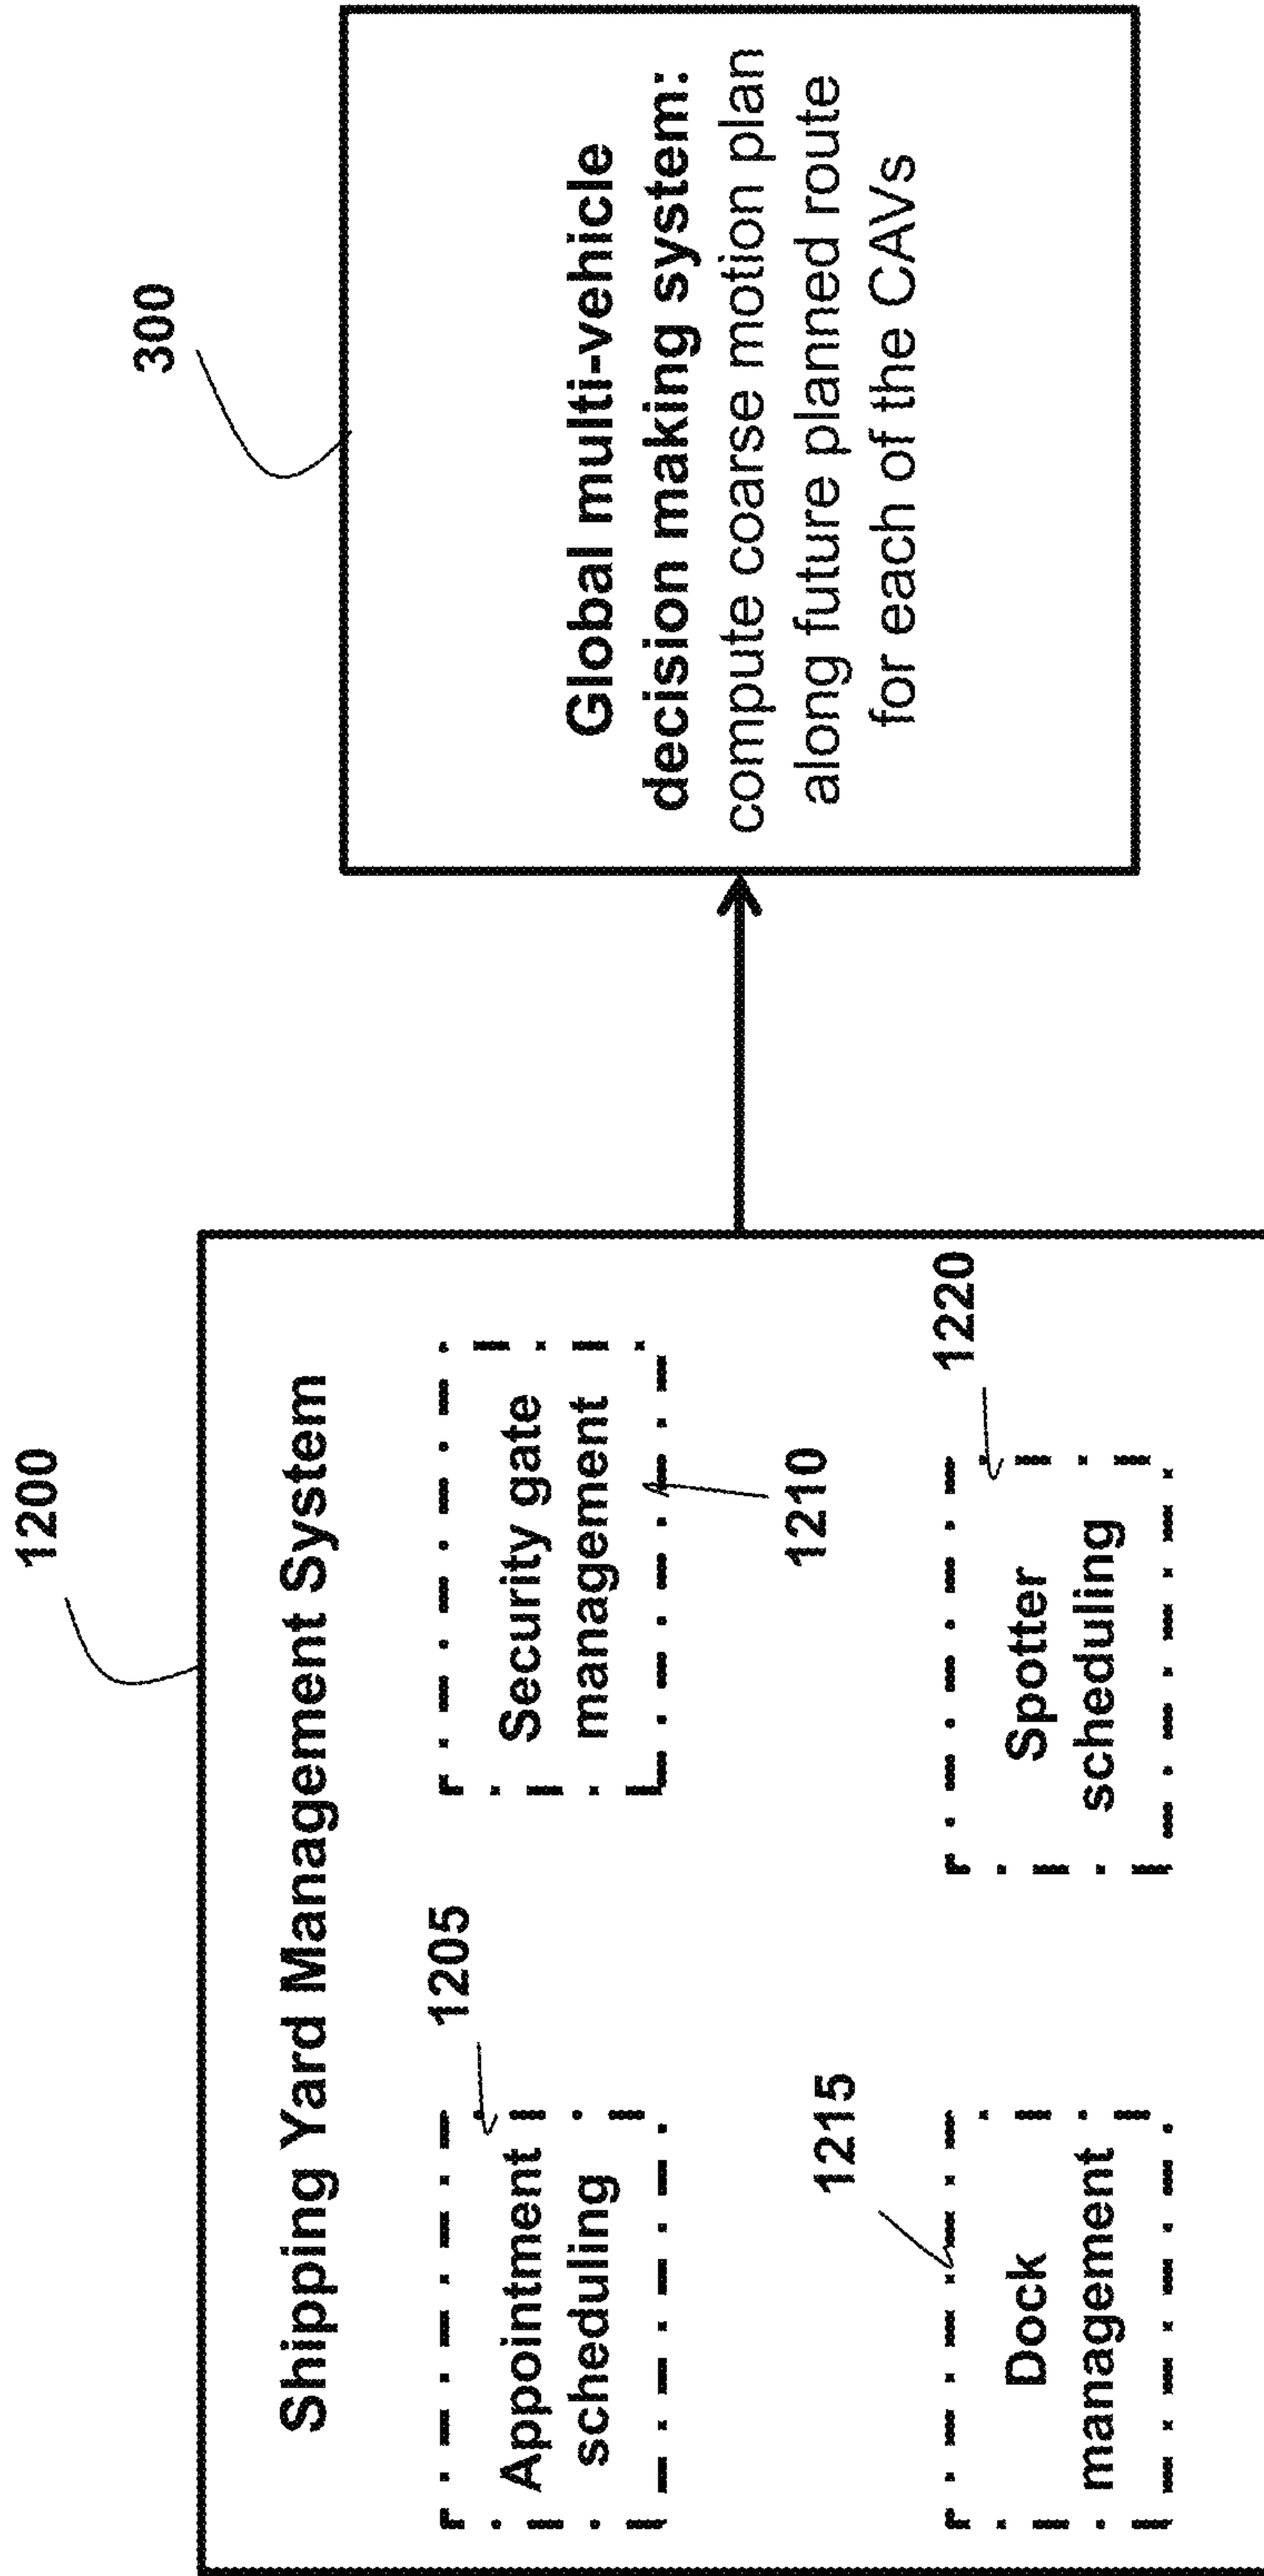 1200
Shipping Yard Management System
1205
Appointment
scheduling
Security gate
management
1210
1215
Dock
management
1220
Spotter
scheduling
300
Global multi-vehicle
decision making system:
compute coarse motion plan
along future planned route
for each of the CAVs